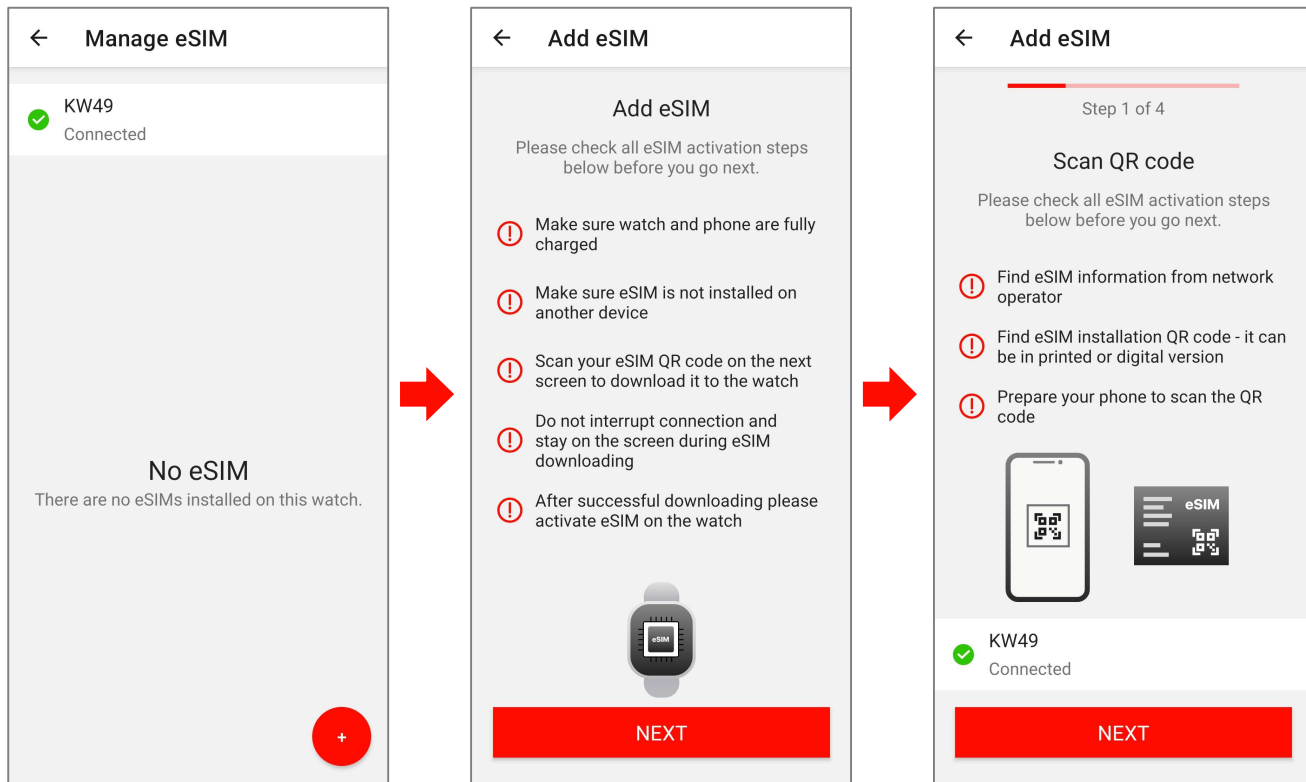 Manage eSIM
KW49
Connected
No eSIM
There are no eSIMs installed on this watch.
+
Add eSIM
Add eSIM
Please check all eSIM activation steps
below before you go next.
Make sure watch and phone are fully
charged
Make sure eSIM is not installed on
another device
Scan your eSIM QR code on the next
screen to download it to the watch
Do not interrupt connection and
stay on the screen during eSIM
downloading
After successful downloading please
activate eSIM on the watch
eSIM
NEXT
Add eSIM
Step 1 of 4
Scan QR code
Please check all eSIM activation steps
below before you go next.
Find eSIM information from network
operator
Find eSIM installation QR code - it can
be in printed or digital version
Prepare your phone to scan the QR
code
eSIM
KW49
Connected
NEXT